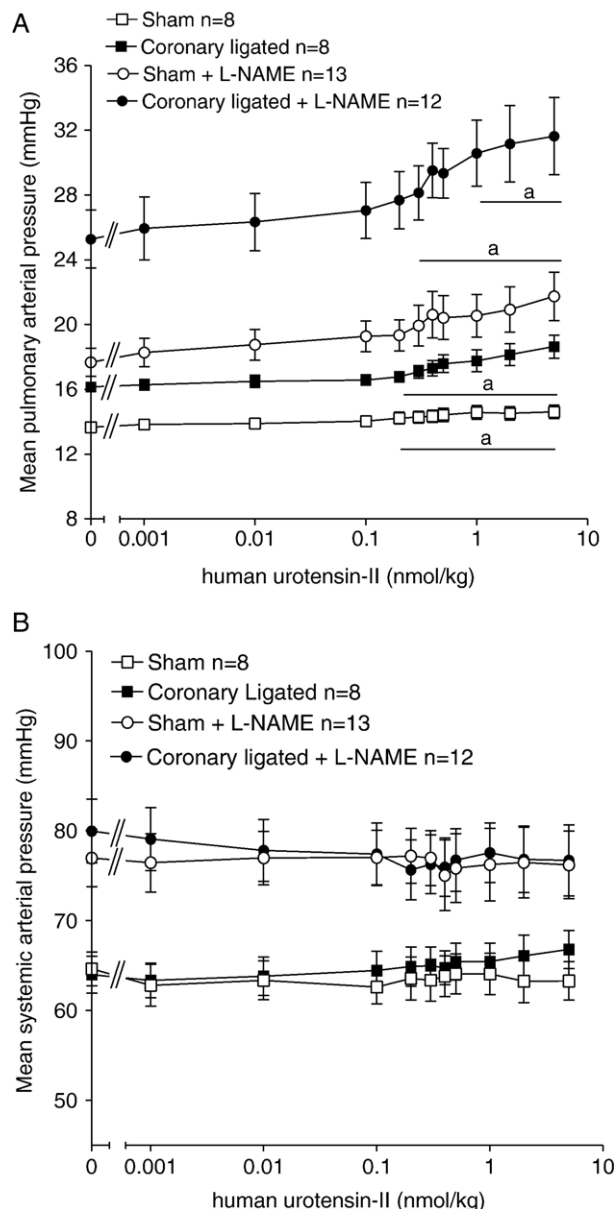 A
Sham n=8
Coronary ligated n=8
Sham + L-NAME n=13
Coronary ligated + L-NAME n=12
Mean pulmonary arterial pressure (mmHg)
36
32
28
24
20
16
12
8
a
a
a
a
0 0.001 0.01 0.1 1 10
human urotensin-II (nmol/kg)
B
Sham n=8
Coronary Ligated n=8
Sham + L-NAME n=13
Coronary ligated + L-NAME n=12
Mean systemic arterial pressure (mmHg)
100
90
80
70
60
50
0 0.001 0.01 0.1 1 10
human urotensin-II (nmol/kg)